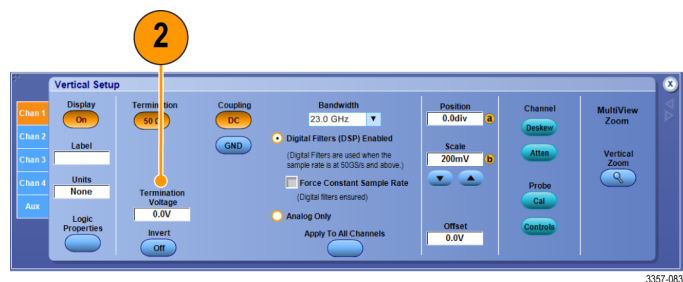 2
Vertical Setup
X
Chan 1
Chan 2
Chan 3
Chan 4
Aux
Display
On
Label
Units
None
Logic
Properties
Termination
50 Ω
Termination
Voltage
0.0V
Invert
Off
Coupling
DC
GND
Bandwidth
23.0 GHz
Digital Filters (DSP) Enabled
(Digital Filters are used when the
sample rate is at 50GS/s and above.)
Force Constant Sample Rate
(Digital filters ensured)
Analog Only
Apply To All Channels
Position
0.0div
a
Scale
200mV
b
Offset
0.0V
Channel
Deskew
Atten
Probe
Cal
Controls
MultiView
Zoom
Vertical
Zoom
3357-083